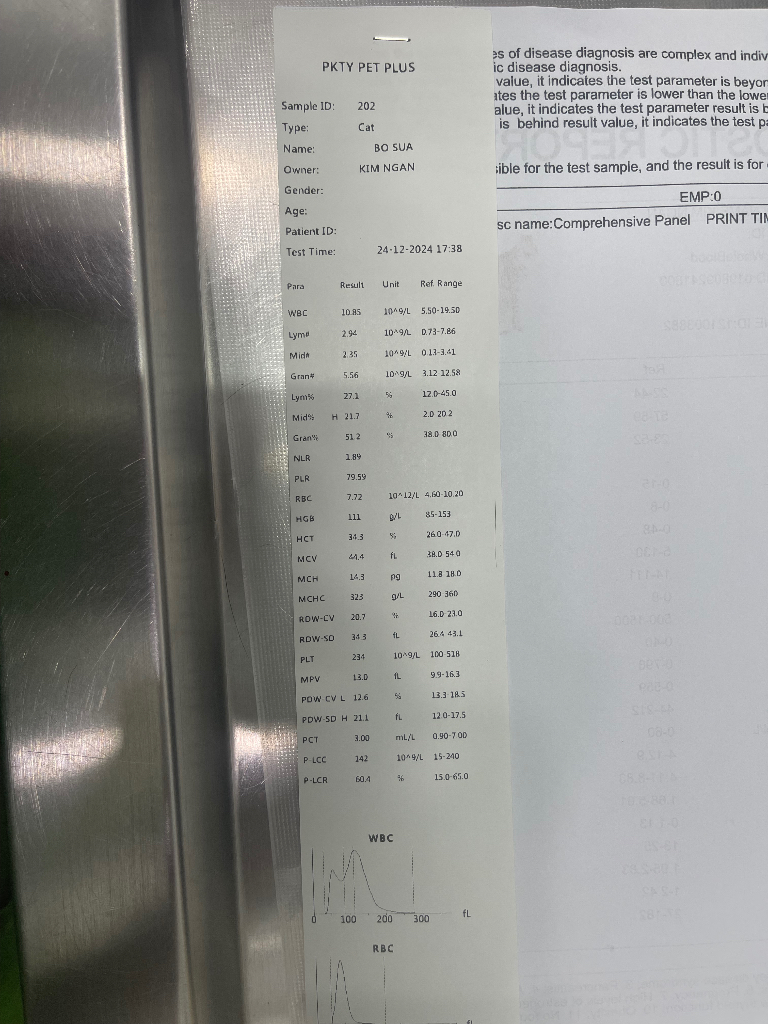 PKTY PET PLUS
Sample ID: 202
Type: Cat
Name: BO SUA
Owner: KIM NGAN
Gender:
Age:
Patient ID:
Test Time: 24-12-2024 17:38
Para Result Unit Ref. Range
WBC 10.85 10^9/L 5.50-19.50
Lym# 2.94 10^9/L 0.73-7.86
Mid# 2.35 10^9/L 0.13-3.41
Gran# 5.56 10^9/L 3.12-12.58
Lym% 27.1 % 12.0-45.0
Mid% H 21.7 % 2.0-20.2
Gran% 51.2 % 38.0-80.0
NLR 1.89
PLR 79.59
RBC 7.72 10^12/L 4.60-10.20
HGB 111 g/L 85-153
HCT 34.3 % 26.0-47.0
MCV 44.4 fL 38.0-54.0
MCH 14.3 pg 11.8-18.0
MCHC 323 g/L 290-360
RDW-CV 20.7 % 16.0-23.0
RDW-SD 34.3 fL 26.4-43.1
PLT 234 10^9/L 100-518
MPV 13.0 fL 9.9-16.3
PDW-CV L 12.6 % 13.3-18.5
PDW-SD H 21.1 fL 12.0-17.5
PCT 3.00 mL/L 0.90-7.00
P-LCC 142 10^9/L 15-240
P-LCR 60.4 % 15.0-65.0
WBC
0 100 200 300 fL
RBC
fL
es of disease diagnosis are complex and indiv
ic disease diagnosis.
value, it indicates the test parameter is beyon
ates the test parameter is lower than the lowe
alue, it indicates the test parameter result is b
is behind result value, it indicates the test pa
sible for the test sample, and the result is for
EMP:0
sc name:Comprehensive Panel PRINT TIM